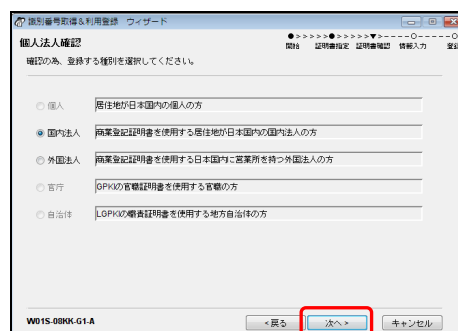 識別番号取得&利用登録 ウィザード
個人法人確認
●>>>>>●>>>>>▼>----○-----○
開始 証明書指定 証明書確認 情報入力 登録
確認の為、登録する種別を選択してください。
個人 居住地が日本国内の個人の方
国内法人 商業登記証明書を使用する居住地が日本国内の国内法人の方
外国法人 商業登記証明書を使用する日本国内に営業所を持つ外国法人の方
官庁 GPKIの官職証明書を使用する官職の方
自治体 LGPKIの職責証明書を使用する地方自治体の方
W01S-08KK-G1-A
<戻る 次へ> キャンセル